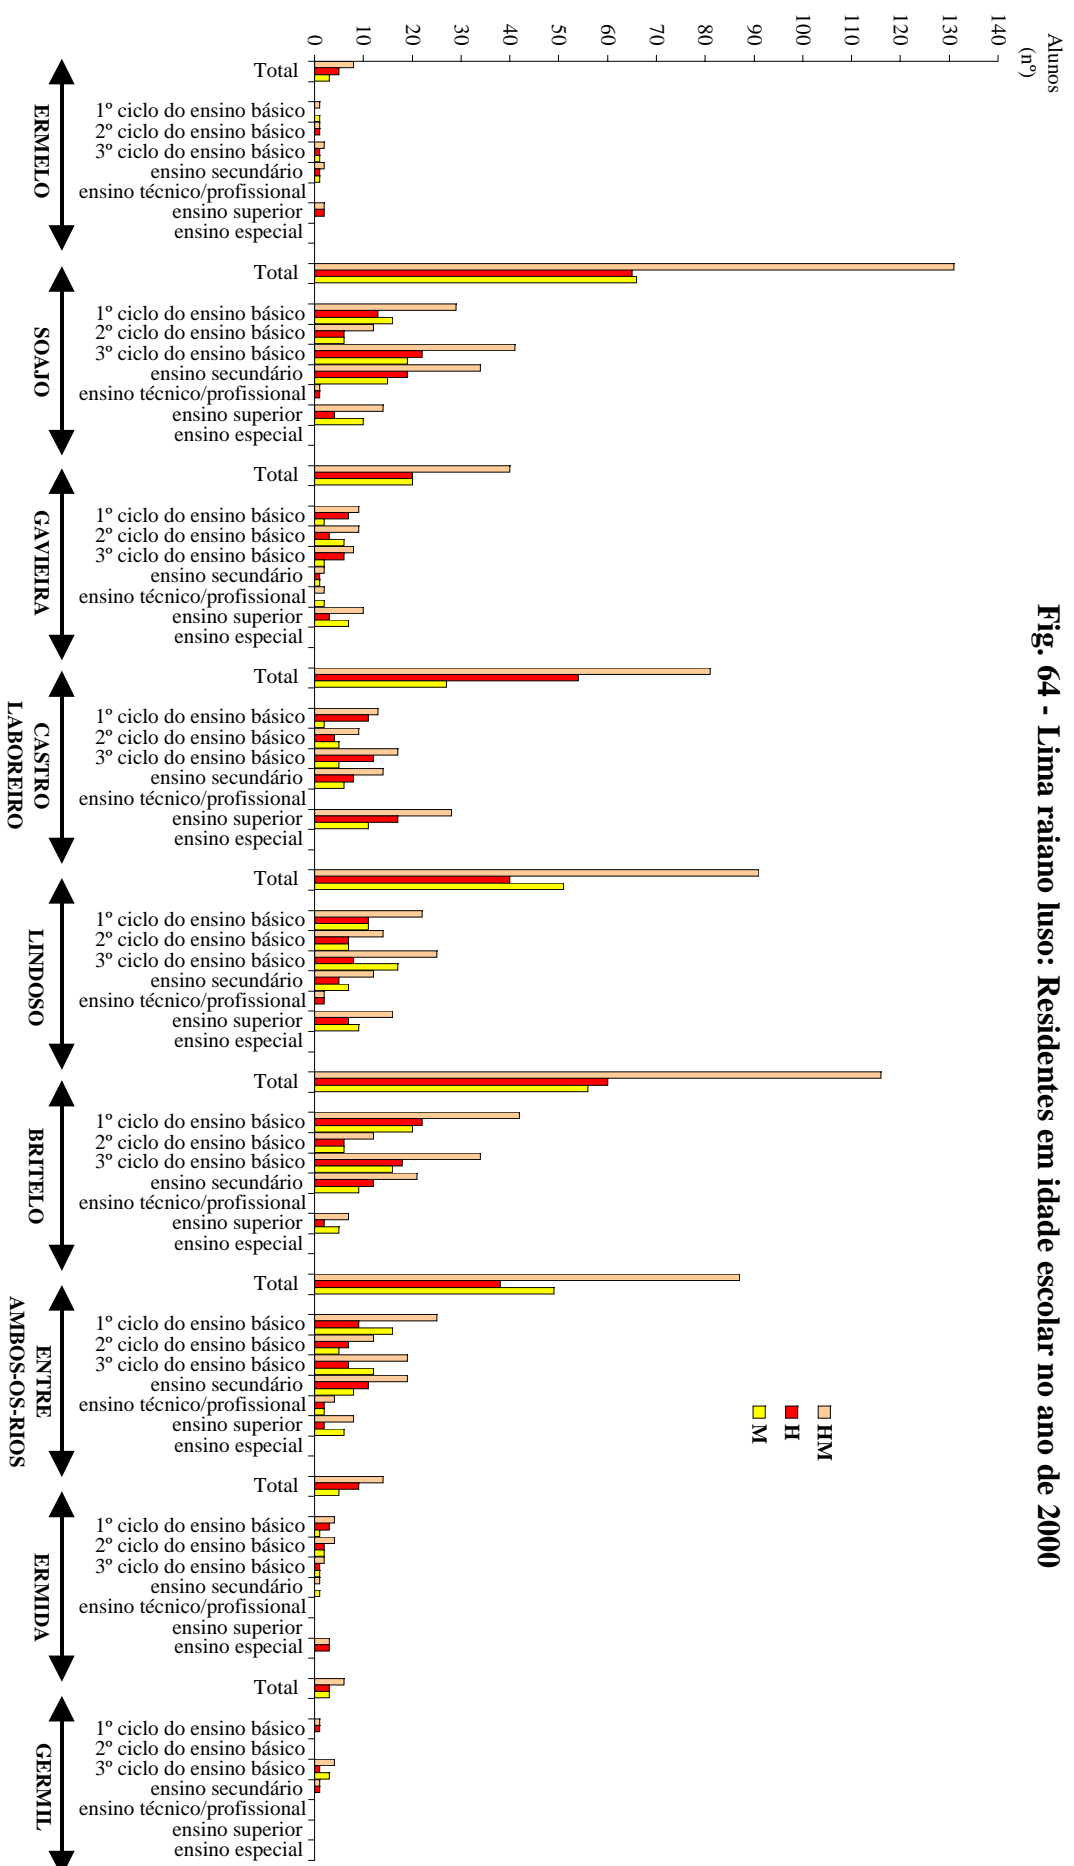 Fig. 64 - Lima raiano luso: Residentes em idade escolar no ano de 2000
Alunos
(nº)
140
130
120
110
100
90
80
70
60
50
40
30
20
10
0
HM
H
M
Total
1º ciclo do ensino básico
2º ciclo do ensino básico
3º ciclo do ensino básico
ensino secundário
ensino técnico/profissional
ensino superior
ensino especial
ERMELO
Total
1º ciclo do ensino básico
2º ciclo do ensino básico
3º ciclo do ensino básico
ensino secundário
ensino técnico/profissional
ensino superior
ensino especial
SOAJO
Total
1º ciclo do ensino básico
2º ciclo do ensino básico
3º ciclo do ensino básico
ensino secundário
ensino técnico/profissional
ensino superior
ensino especial
GAVIEIRA
Total
1º ciclo do ensino básico
2º ciclo do ensino básico
3º ciclo do ensino básico
ensino secundário
ensino técnico/profissional
ensino superior
ensino especial
CASTRO
LABOREIRO
Total
1º ciclo do ensino básico
2º ciclo do ensino básico
3º ciclo do ensino básico
ensino secundário
ensino técnico/profissional
ensino superior
ensino especial
LINDOSO
Total
1º ciclo do ensino básico
2º ciclo do ensino básico
3º ciclo do ensino básico
ensino secundário
ensino técnico/profissional
ensino superior
ensino especial
BRITELO
Total
1º ciclo do ensino básico
2º ciclo do ensino básico
3º ciclo do ensino básico
ensino secundário
ensino técnico/profissional
ensino superior
ensino especial
ENTRE
AMBOS-OS-RIOS
Total
1º ciclo do ensino básico
2º ciclo do ensino básico
3º ciclo do ensino básico
ensino secundário
ensino técnico/profissional
ensino superior
ensino especial
ERMIDA
Total
1º ciclo do ensino básico
2º ciclo do ensino básico
3º ciclo do ensino básico
ensino secundário
ensino técnico/profissional
ensino superior
ensino especial
GERMIL